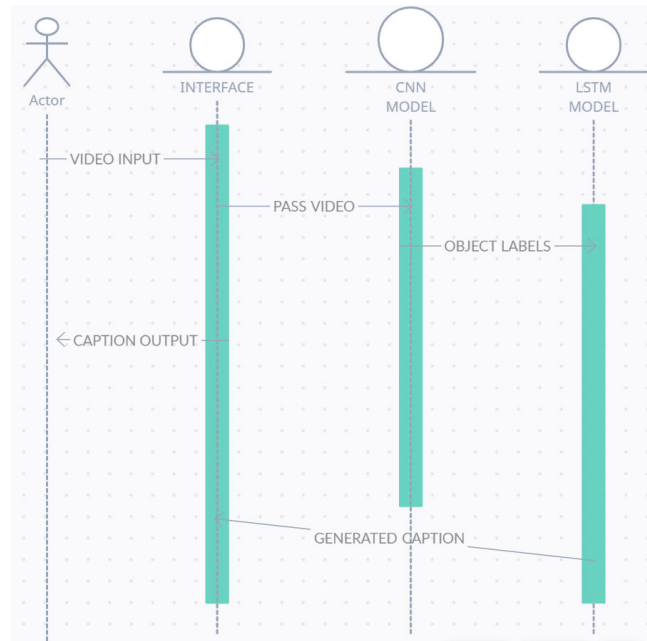 Actor
INTERFACE
CNN
MODEL
LSTM
MODEL
VIDEO INPUT
PASS VIDEO
OBJECT LABELS
CAPTION OUTPUT
GENERATED CAPTION